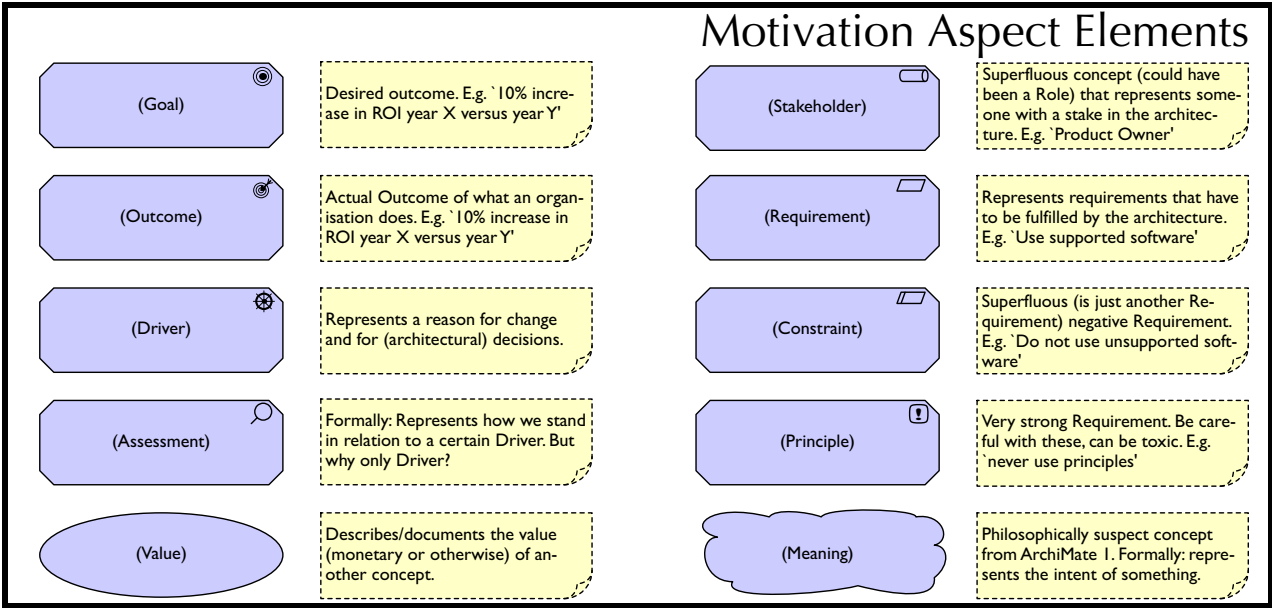 Motivation Aspect Elements
(Goal)
Desired outcome. E.g. `10% incre-
ase in ROI year X versus year Y'
(Stakeholder)
Superfluous concept (could have
been a Role) that represents some-
one with a stake in the architec-
ture. E.g. `Product Owner'
(Outcome)
Actual Outcome of what an organ-
isation does. E.g. `10% increase in
ROI year X versus year Y'
(Requirement)
Represents requirements that have
to be fulfilled by the architecture.
E.g. `Use supported software'
(Driver)
Represents a reason for change
and for (architectural) decisions.
(Constraint)
Superfluous (is just another Re-
quirement) negative Requirement.
E.g. `Do not use unsupported soft-
ware'
(Assessment)
Formally: Represents how we stand
in relation to a certain Driver. But
why only Driver?
(Principle)
Very strong Requirement. Be care-
ful with these, can be toxic. E.g.
`never use principles'
(Value)
Describes/documents the value
(monetary or otherwise) of an-
other concept.
(Meaning)
Philosophically suspect concept
from ArchiMate 1. Formally: repre-
sents the intent of something.